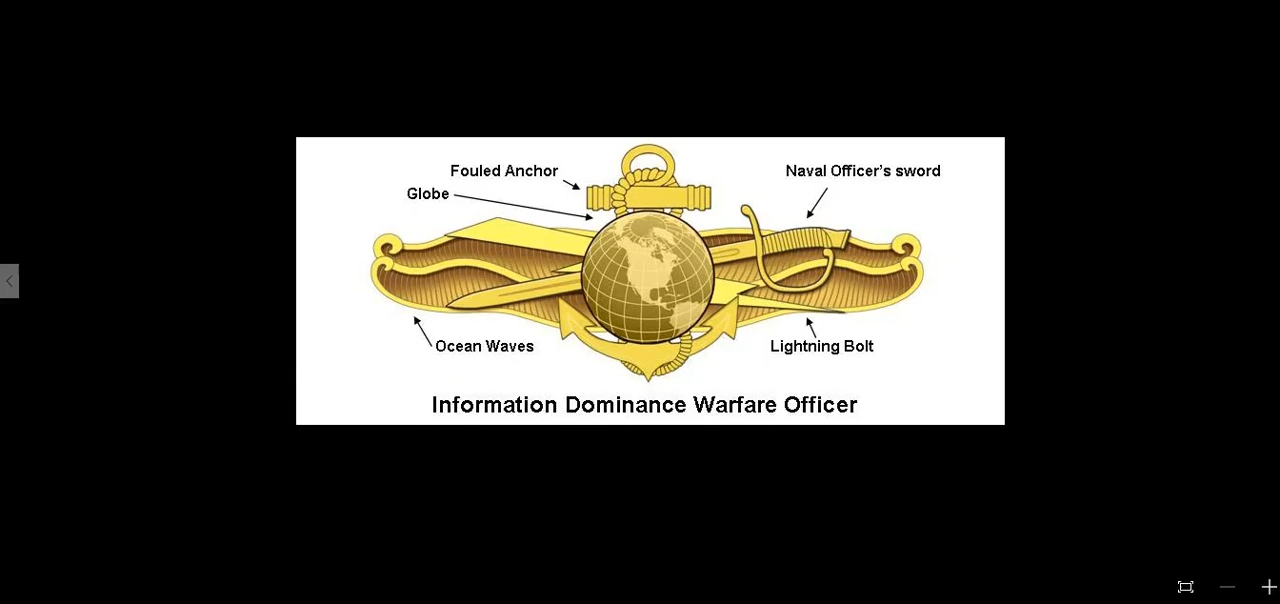 Fouled Anchor
Naval Officer's sword
Globe
Ocean Waves
Lightning Bolt
Information Dominance Warfare Officer